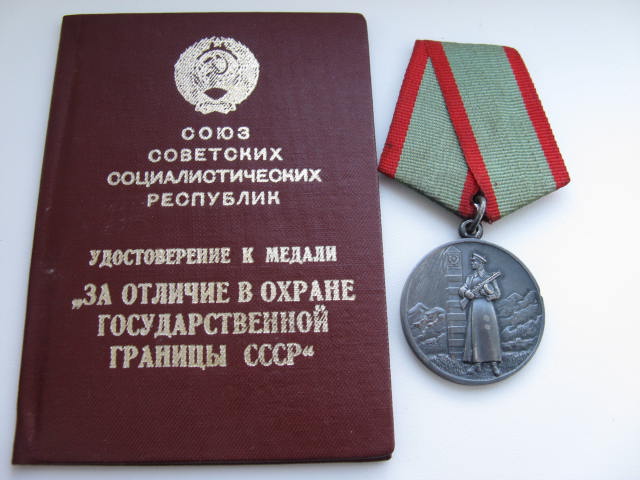 СОЮЗ
СОВЕТСКИХ
СОЦИАЛИСТИЧЕСКИХ
РЕСПУБЛИК
УДОСТОВЕРЕНИЕ К МЕДАЛИ
„ЗА ОТЛИЧИЕ В ОХРАНЕ
ГОСУДАРСТВЕННОЙ
ГРАНИЦЫ СССР“